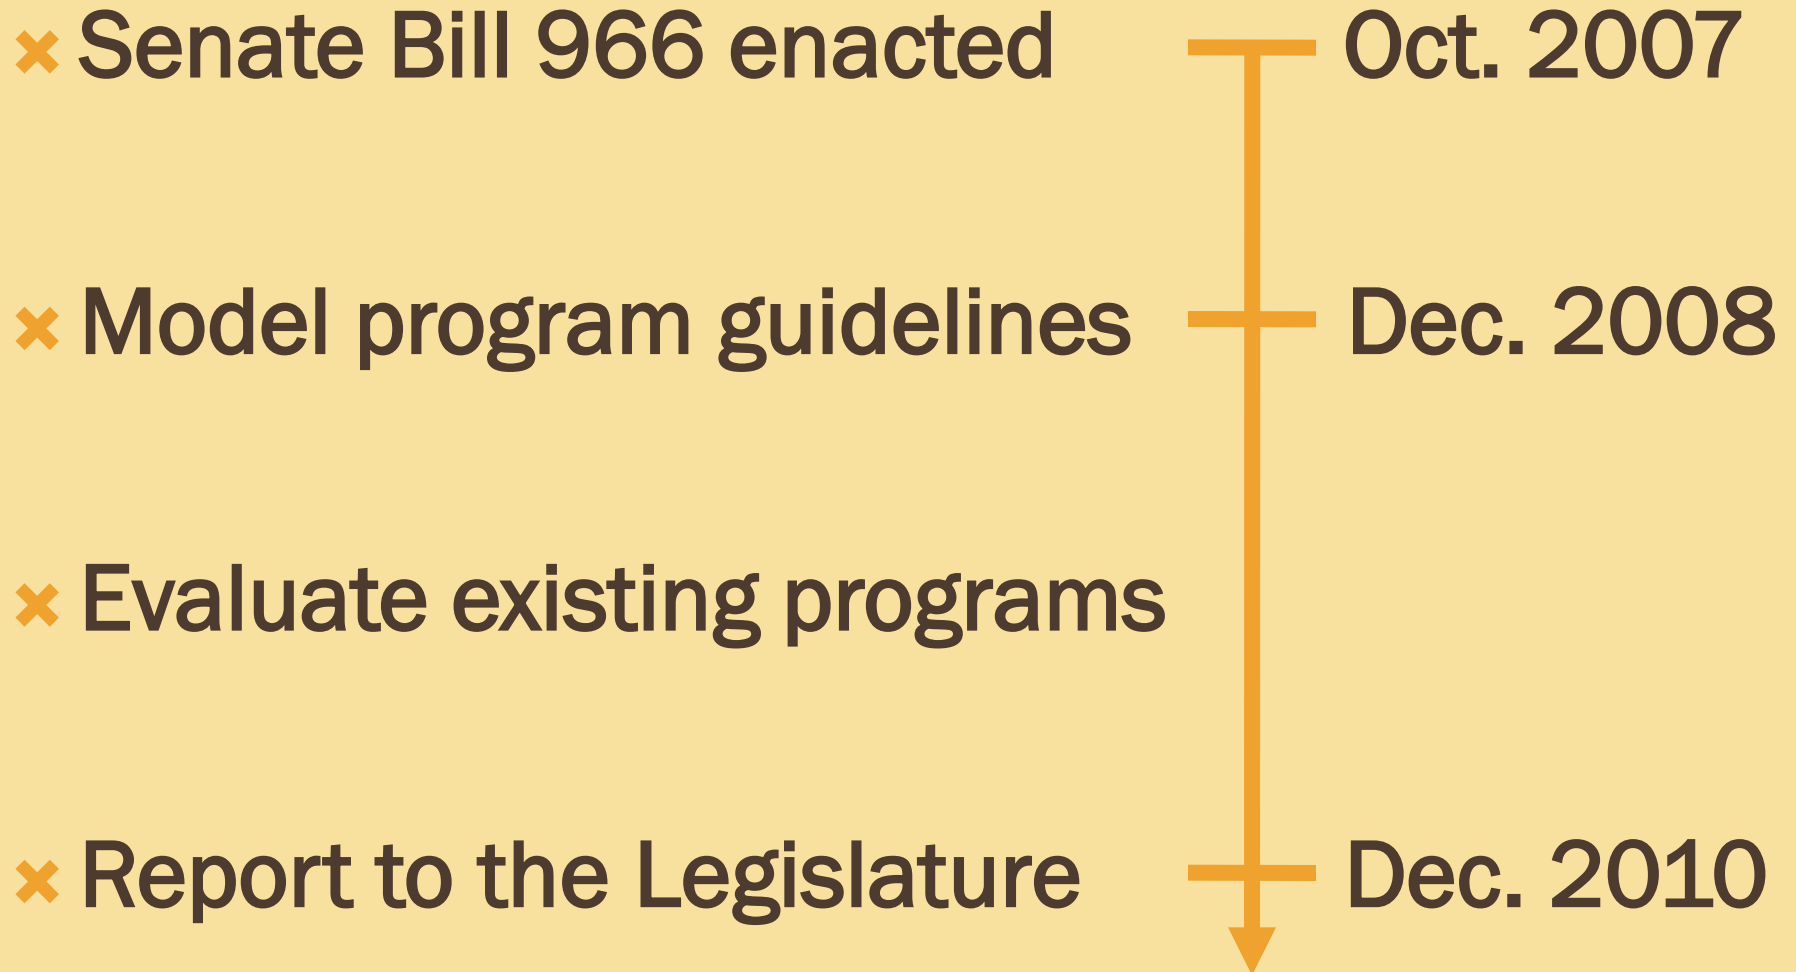 Senate Bill 966 enacted Oct. 2007
Model program guidelines Dec. 2008
Evaluate existing programs
Report to the Legislature Dec. 2010